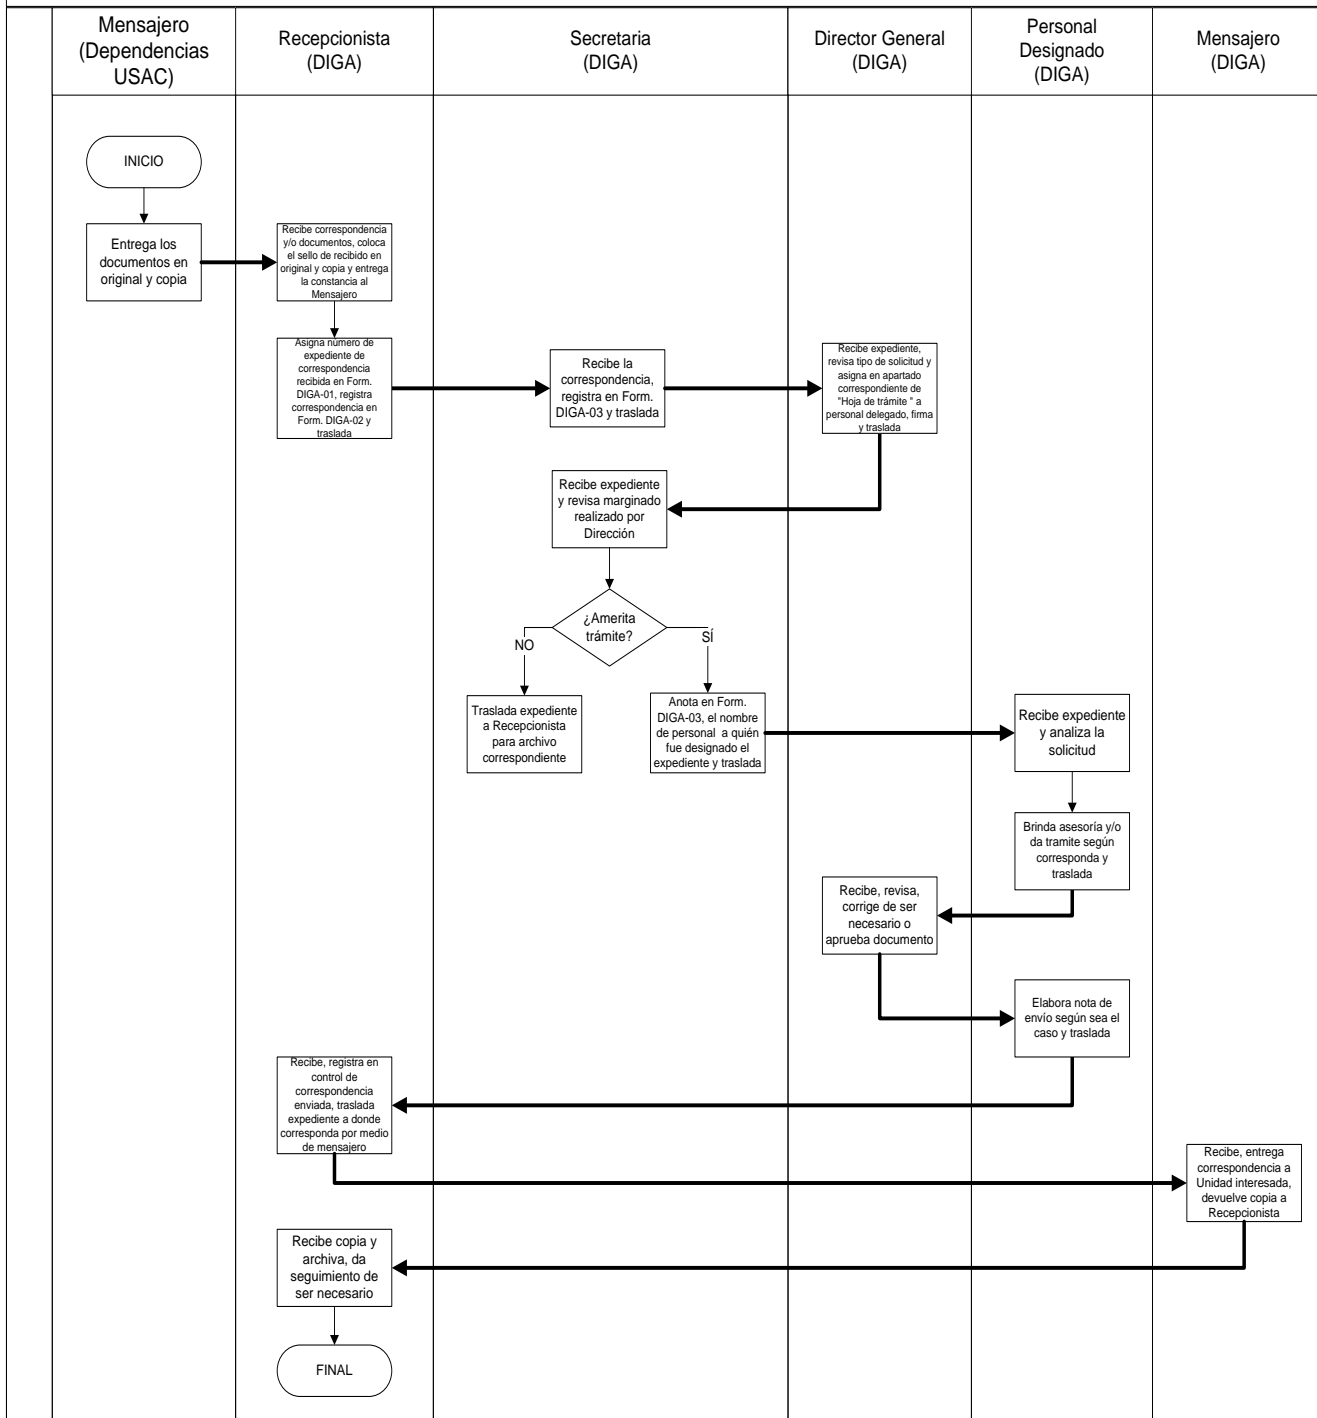 Mensajero
(Dependencias
USAC)
Recepcionista
(DIGA)
Secretaria
(DIGA)
Director General
(DIGA)
Personal
Designado
(DIGA)
Mensajero
(DIGA)
INICIO
Entrega los
documentos en
original y copia
Recibe correspondencia
y/o documentos, coloca
el sello de recibido en
original y copia y entrega
la constancia al
Mensajero
Asigna número de
expediente de
correspondencia
recibida en Form.
DIGA-01, registra
correspondencia en
Form. DIGA-02 y
traslada
Recibe la
correspondencia,
registra en Form.
DIGA-03 y traslada
Recibe expediente,
revisa tipo de solicitud y
asigna en apartado
correspondiente de
"Hoja de trámite " a
personal delegado, firma
y traslada
Recibe expediente
y revisa marginado
realizado por
Dirección
¿Amerita
trámite?
NO
SÍ
Traslada expediente
a Recepcionista
para archivo
correspondiente
Anota en Form.
DIGA-03, el nombre
de personal a quién
fue designado el
expediente y traslada
Recibe expediente
y analiza la
solicitud
Brinda asesoría y/o
da tramite según
corresponda y
traslada
Recibe, revisa,
corrige de ser
necesario o
aprueba documento
Elabora nota de
envío según sea el
caso y traslada
Recibe, registra en
control de
correspondencia
enviada, traslada
expediente a donde
corresponda por medio
de mensajero
Recibe, entrega
correspondencia a
Unidad interesada,
devuelve copia a
Recepcionista
Recibe copia y
archiva, da
seguimiento de
ser necesario
FINAL